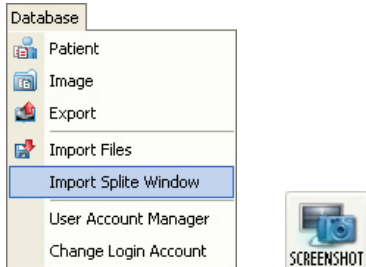 Database
Patient
Image
Export
Import Files
Import Splite Window
User Account Manager
Change Login Account
SCREENSHOT